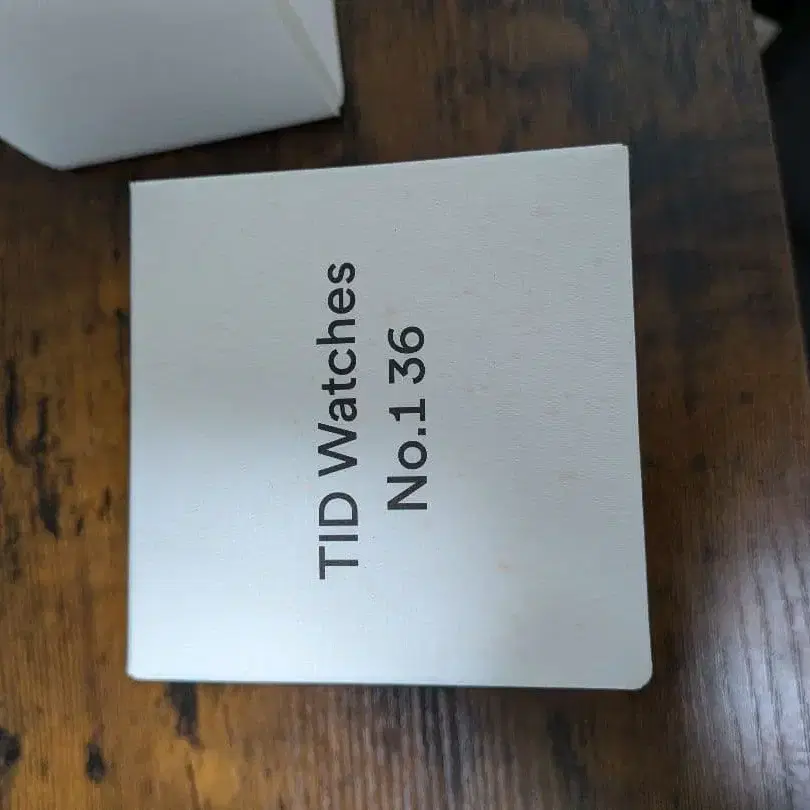 TID Watches
No.1 36